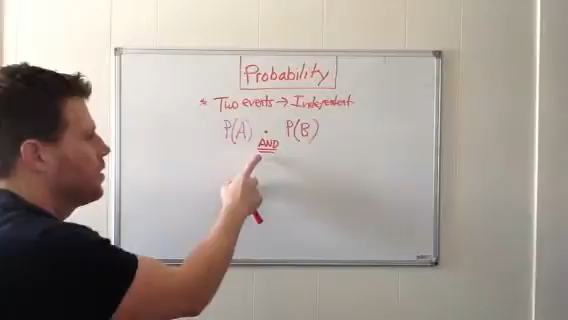 Probability
* Two events → Independent
P(A) · P(B)
AND